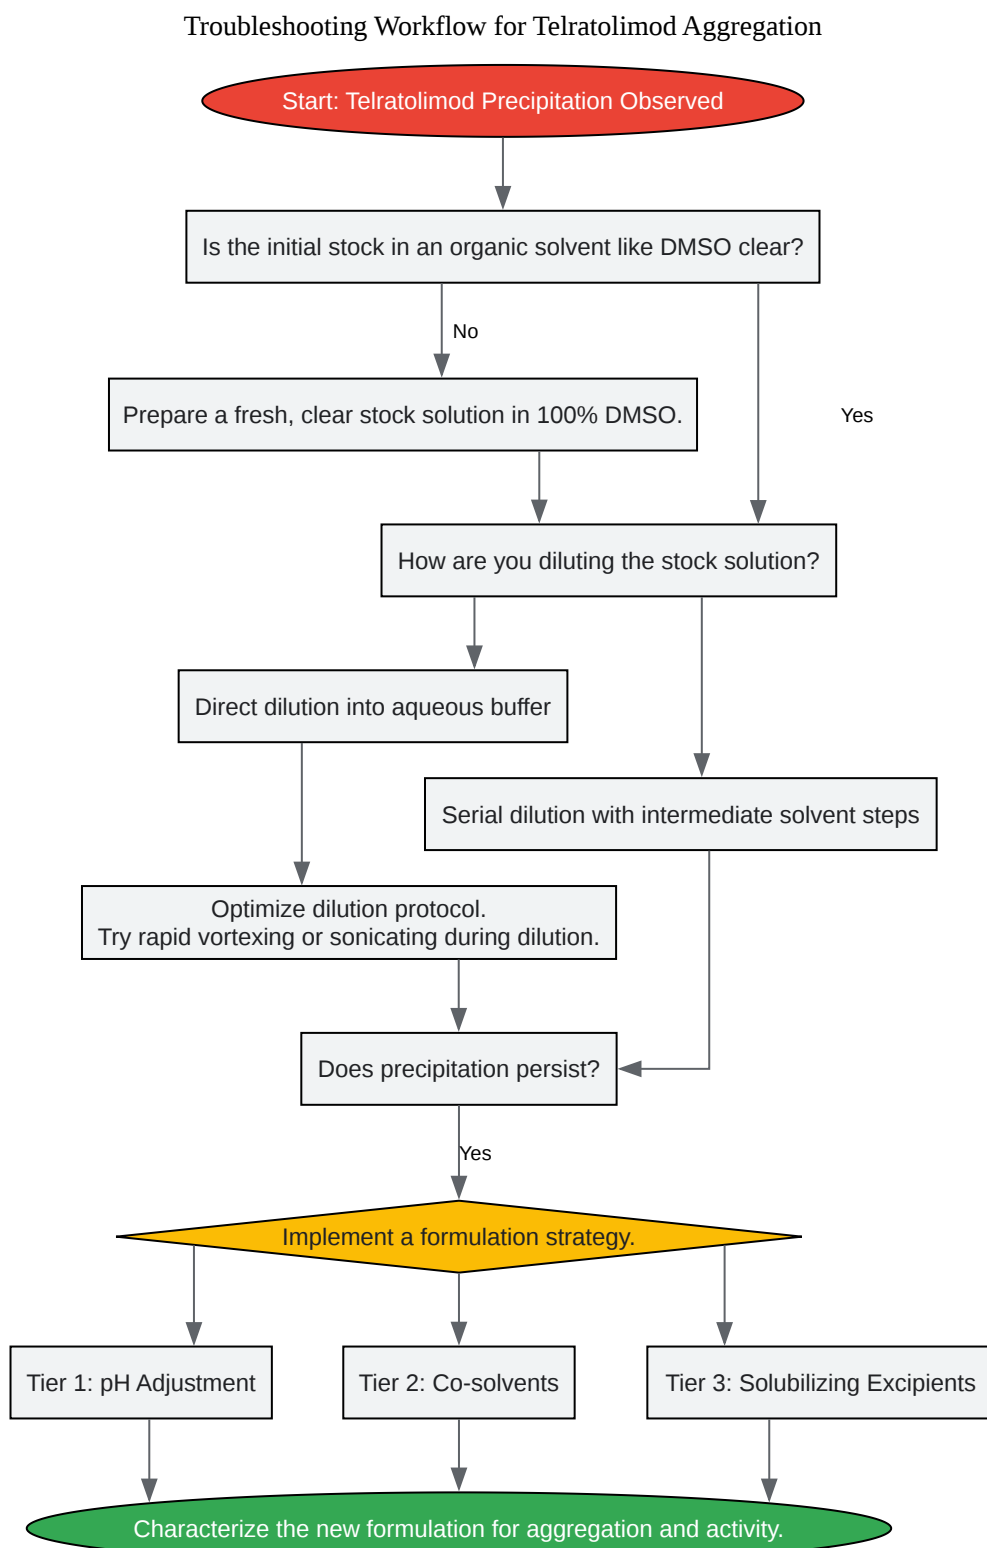 Troubleshooting Workflow for Telratolimod Aggregation
Start: Telratolimod Precipitation Observed
Is the initial stock in an organic solvent like DMSO clear?
No
Prepare a fresh, clear stock solution in 100% DMSO.
Yes
How are you diluting the stock solution?
Direct dilution into aqueous buffer
Serial dilution with intermediate solvent steps
Optimize dilution protocol.
Try rapid vortexing or sonicating during dilution.
Does precipitation persist?
Yes
Implement a formulation strategy.
Tier 1: pH Adjustment
Tier 2: Co-solvents
Tier 3: Solubilizing Excipients
Characterize the new formulation for aggregation and activity.